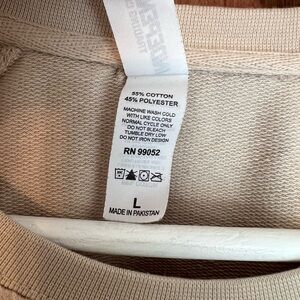 55% COTTON
45% POLYESTER
MACHINE WASH COLD
WITH LIKE COLORS
NORMAL CYCLE ONLY
DO NOT BLEACH
TUMBLE DRY LOW
DO NOT IRON DESIGN
RN 99052
L
MADE IN PAKISTAN